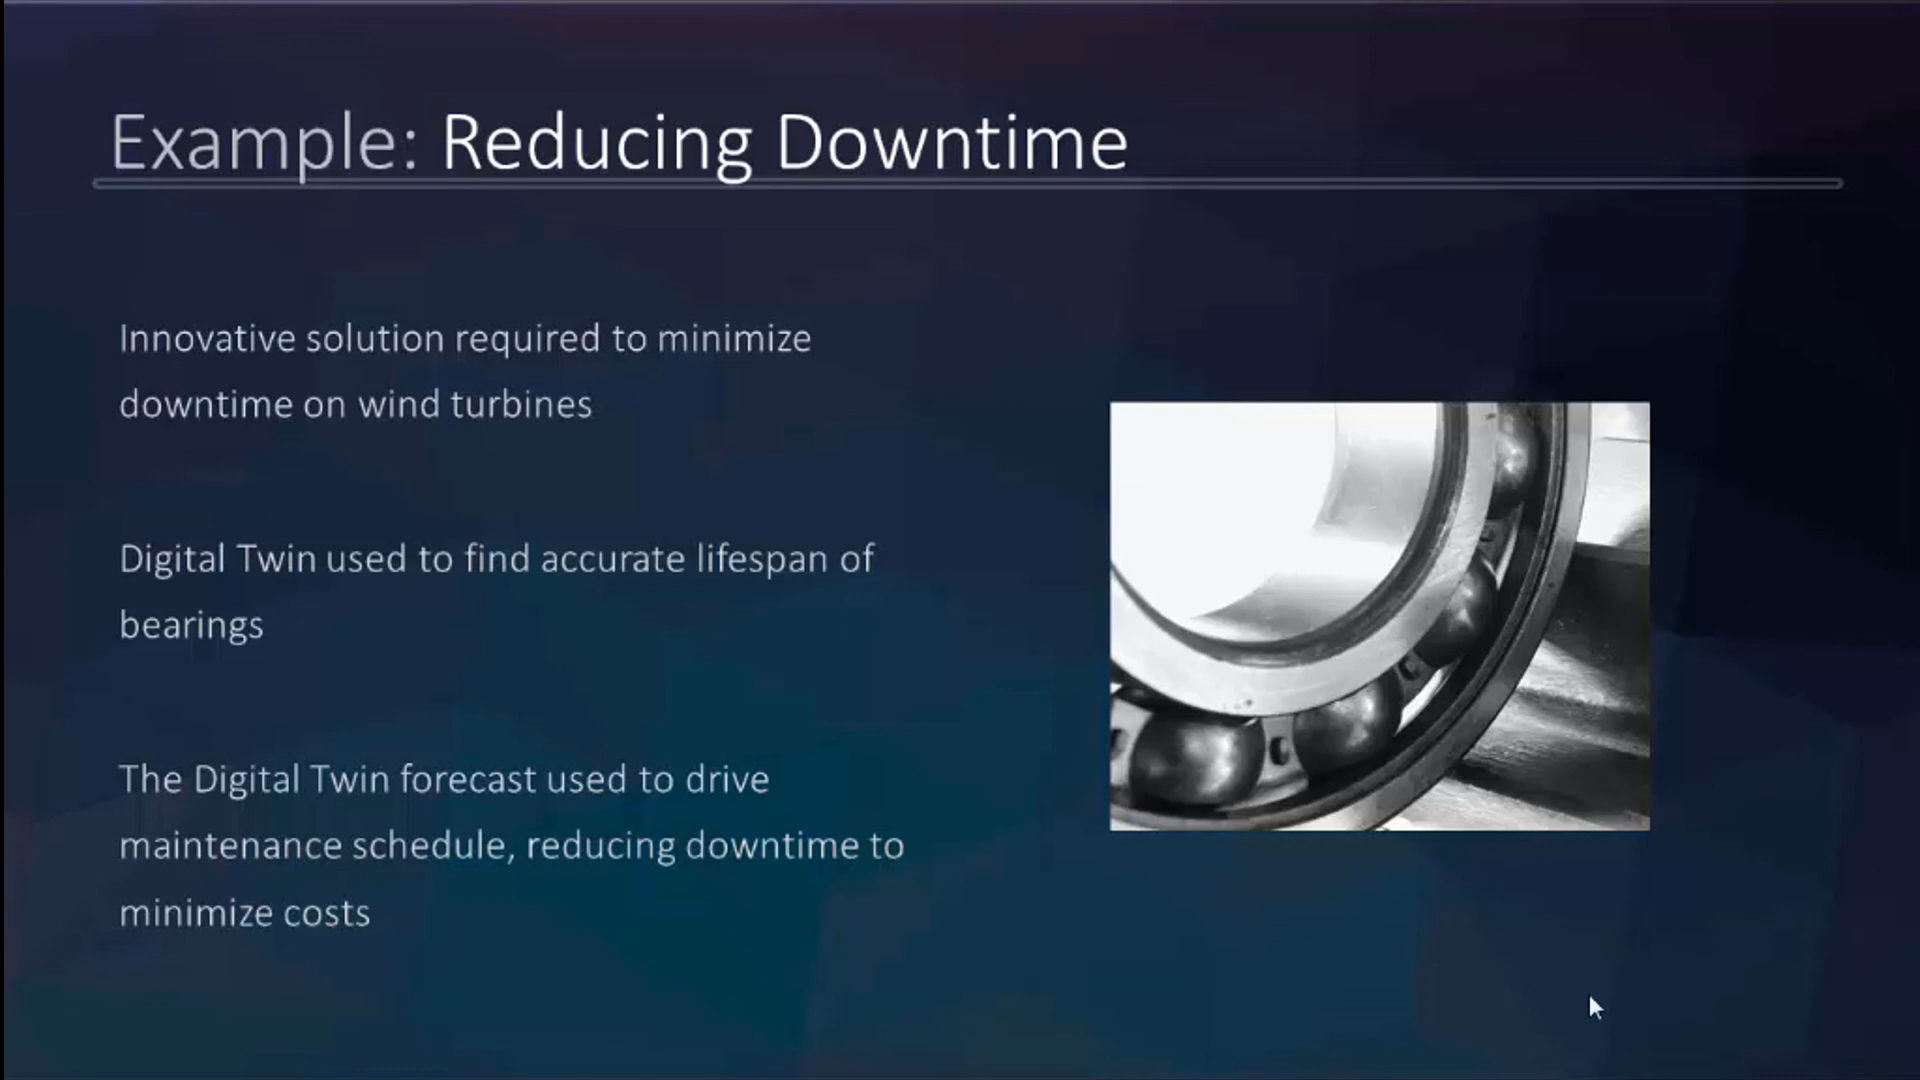 Example: Reducing Downtime
Innovative solution required to minimize
downtime on wind turbines
Digital Twin used to find accurate lifespan of
bearings
The Digital Twin forecast used to drive
maintenance schedule, reducing downtime to
minimize costs